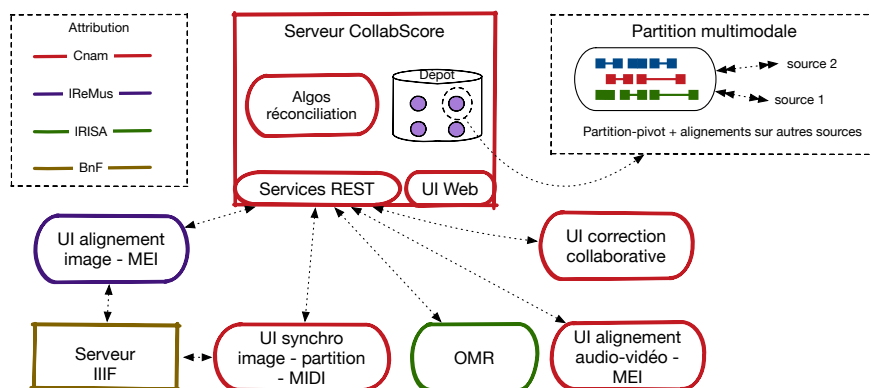 Attribution
Cnam
IReMus
IRISA
BnF
Serveur CollabScore
Algos
réconciliation
Dépot
Services REST
UI Web
Partition multimodale
source 2
source 1
Partition-pivot + alignements sur autres sources
UI alignement
image - MEI
UI correction
collaborative
Serveur
IIIF
UI synchro
image - partition
- MIDI
OMR
UI alignement
audio-vidéo -
MEI